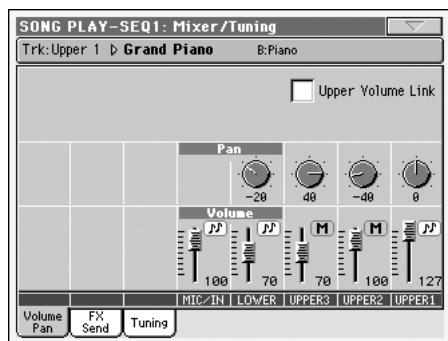 SONG PLAY-SEQ1: Mixer/Tuning
Trk:Upper 1 ▷ Grand Piano B:Piano
Upper Volume Link
Pan
-20 40 -40 0
Volume
M M
100 70 70 100 127
MIC/IN LOWER UPPER3 UPPER2 UPPER1
Volume Pan FX Send Tuning